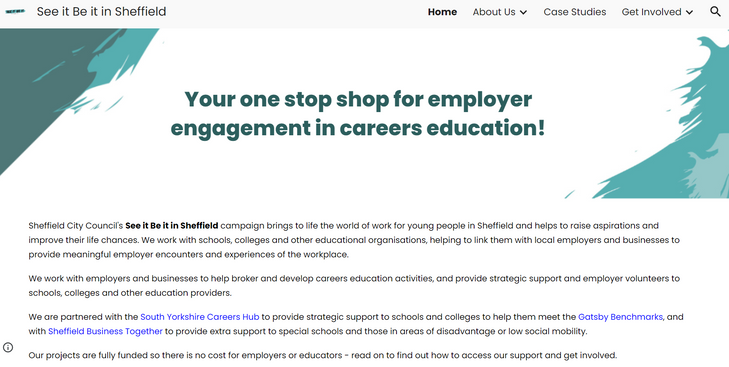 See it Be it in Sheffield
Home
About Us
Case Studies
Get Involved
Your one stop shop for employer
engagement in careers education!
Sheffield City Council's See it Be it in Sheffield campaign brings to life the world of work for young people in Sheffield and helps to raise aspirations and
improve their life chances. We work with schools, colleges and other educational organisations, helping to link them with local employers and businesses to
provide meaningful employer encounters and experiences of the workplace.
We work with employers and businesses to help broker and develop careers education activities, and provide strategic support and employer volunteers to
schools, colleges and other education providers.
We are partnered with the South Yorkshire Careers Hub to provide strategic support to schools and colleges to help them meet the Gatsby Benchmarks, and
with Sheffield Business Together to provide extra support to special schools and those in areas of disadvantage or low social mobility.
Our projects are fully funded so there is no cost for employers or educators - read on to find out how to access our support and get involved.